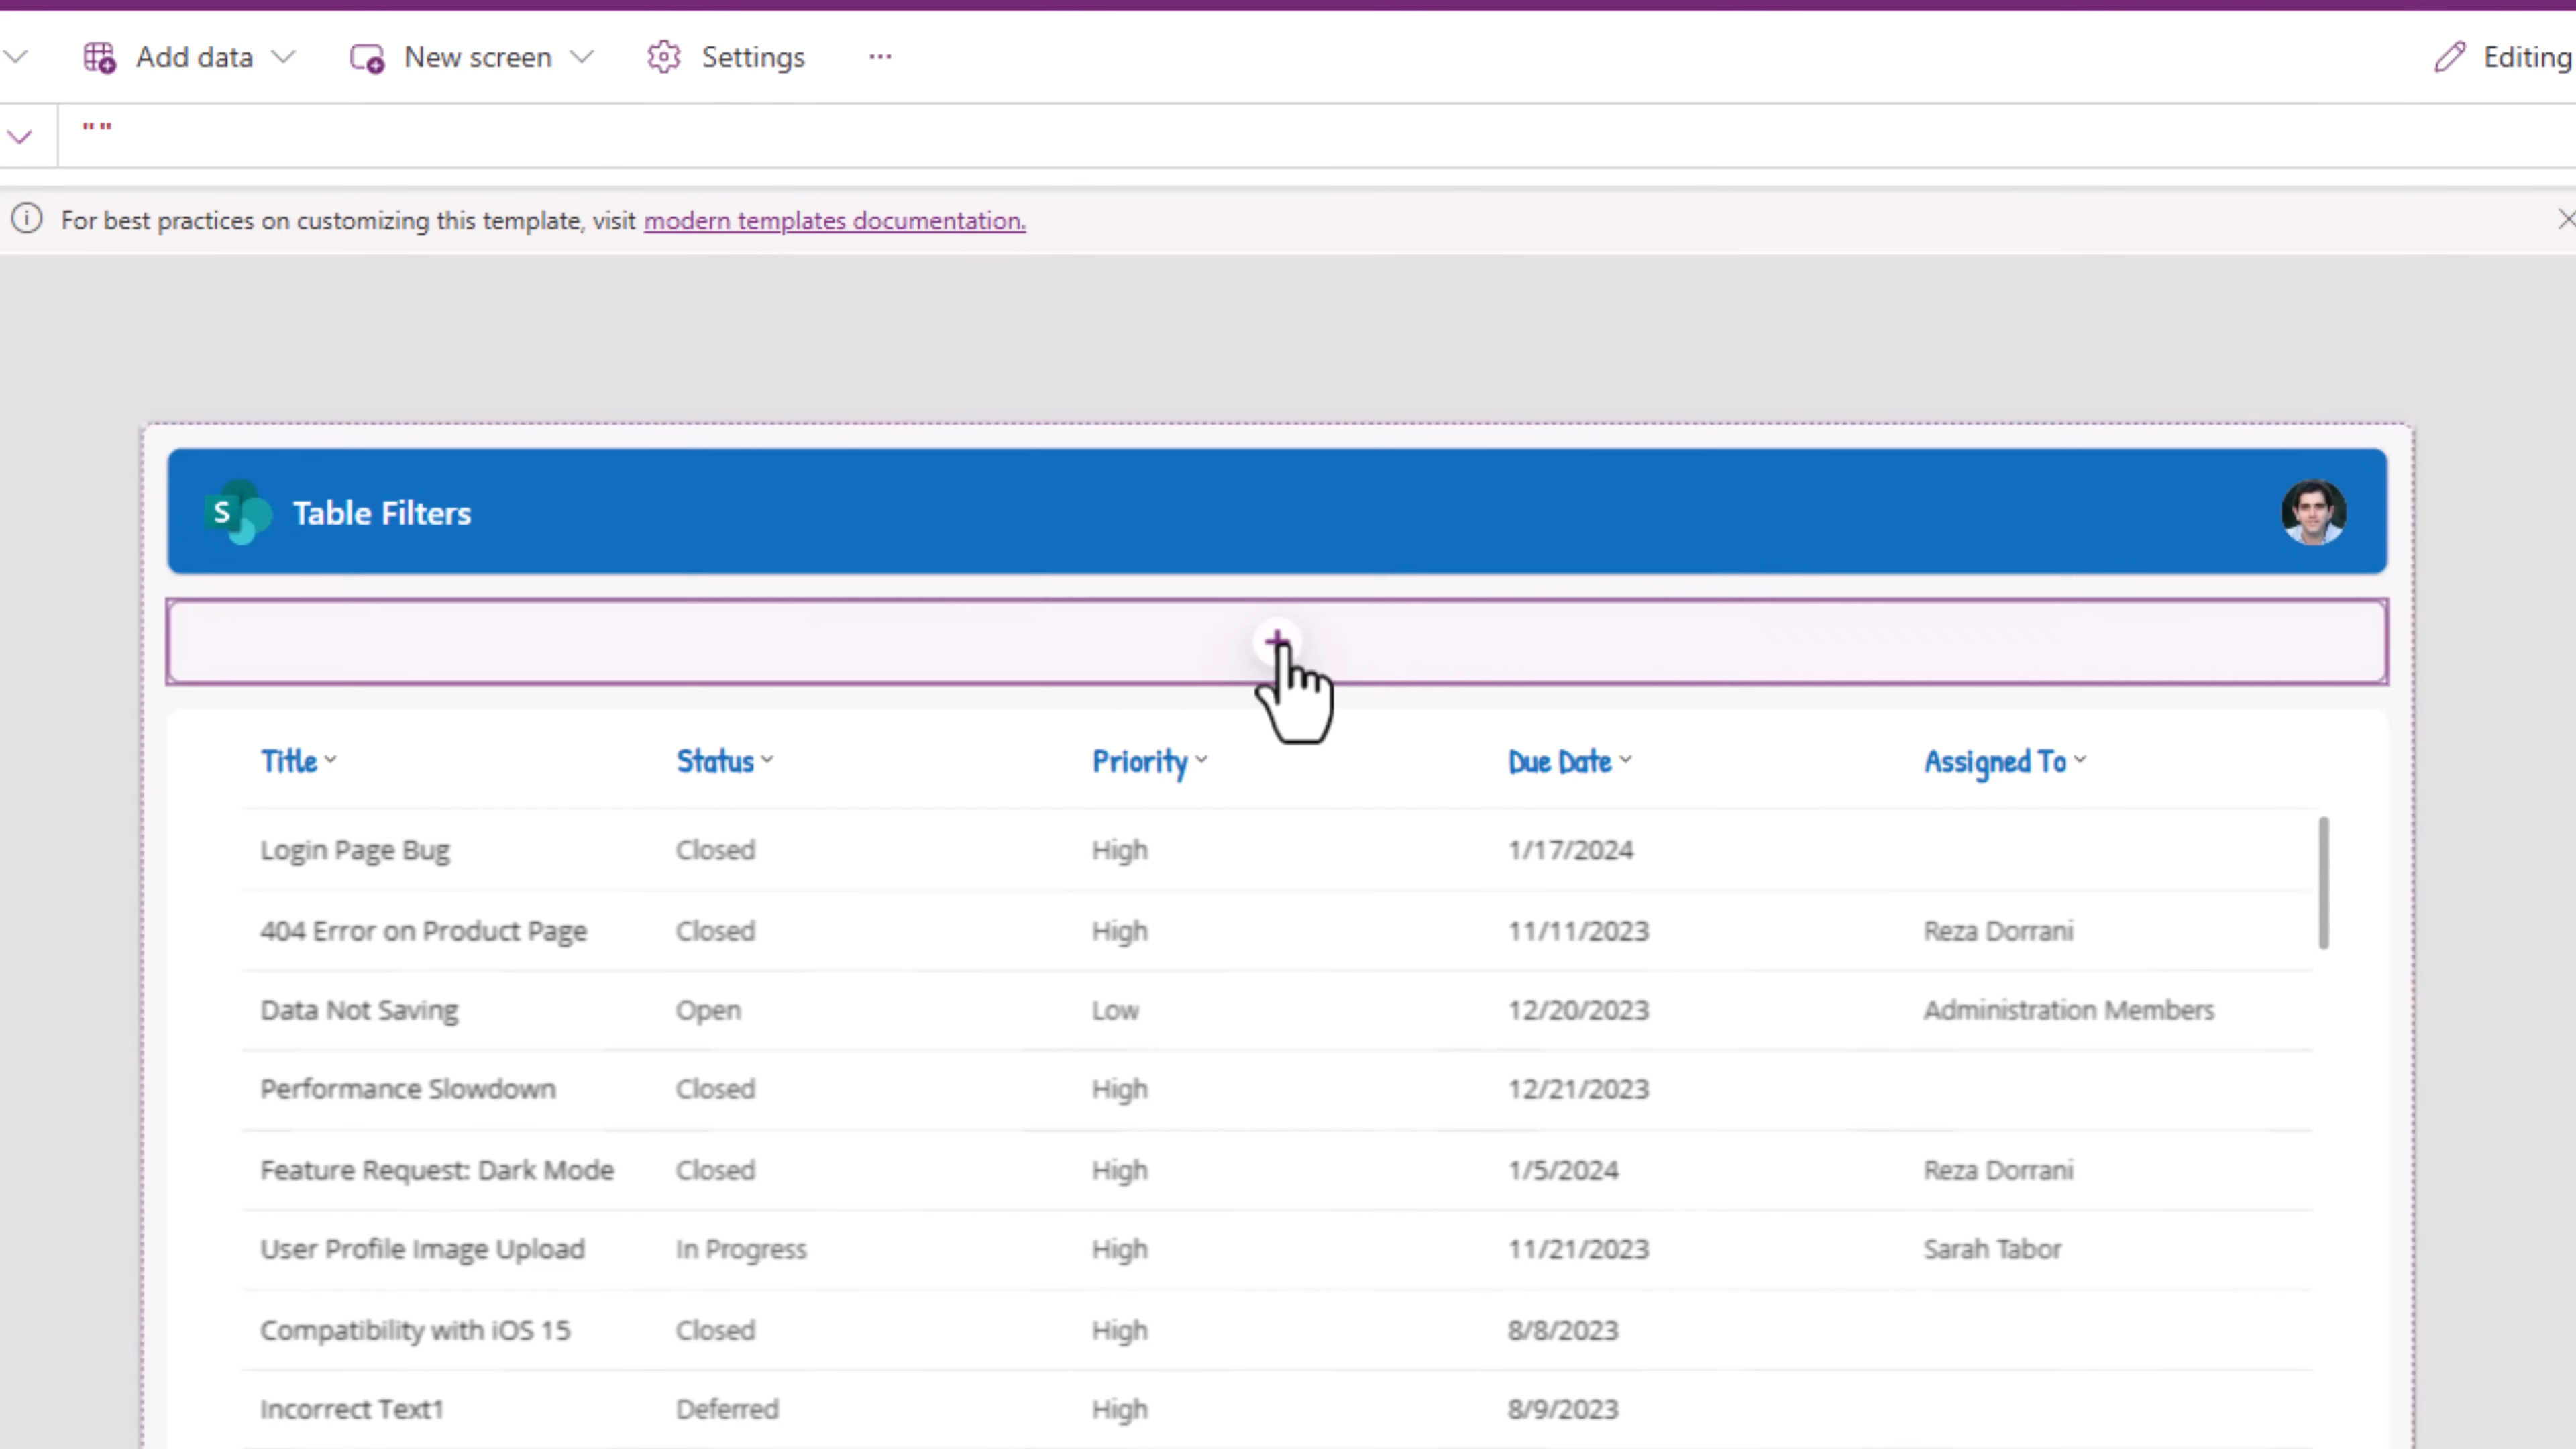 Add data New screen Settings ... Editing
""
For best practices on customizing this template, visit modern templates documentation.
S Table Filters
Title Status Priority Due Date Assigned To
Login Page Bug Closed High 1/17/2024
404 Error on Product Page Closed High 11/11/2023 Reza Dorrani
Data Not Saving Open Low 12/20/2023 Administration Members
Performance Slowdown Closed High 12/21/2023
Feature Request: Dark Mode Closed High 1/5/2024 Reza Dorrani
User Profile Image Upload In Progress High 11/21/2023 Sarah Tabor
Compatibility with iOS 15 Closed High 8/8/2023
Incorrect Text1 Deferred High 8/9/2023